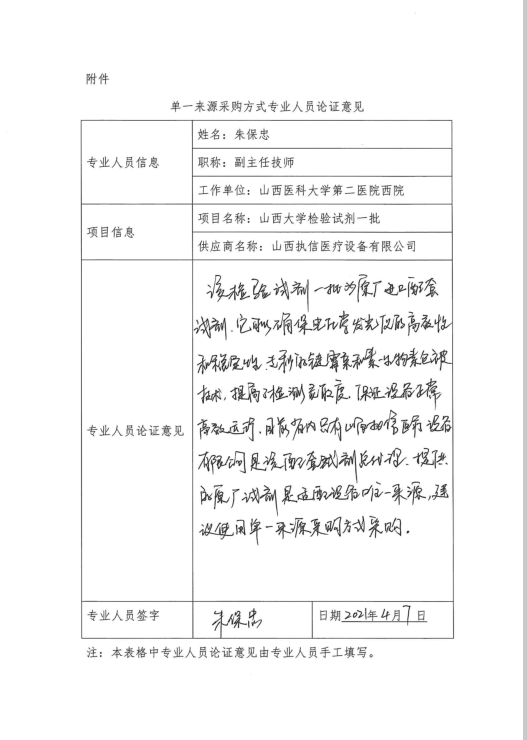 附件
单一来源采购方式专业人员论证意见
专业人员信息
姓名：朱保忠
职称：副主任技师
工作单位：山西医科大学第二医院西院
项目信息
项目名称：山西大学检验试剂一批
供应商名称：山西执信医疗设备有限公司
专业人员论证意见
该检验试剂一批为原厂进口配套
试剂，它可以确保电化学发光仪的高效性
和稳定性，链霉亲和素-生物素包被
技术，提高了检测灵敏度，保证设备正常
高效运行，目前省内只有山西执信医疗设备
有限公司是该配套试剂总代理，提供
的原厂试剂是适配设备唯一来源，建
议使用单一来源采购方式采购。
专业人员签字
朱保忠
日期 2021年4月7日
注：本表格中专业人员论证意见由专业人员手工填写。